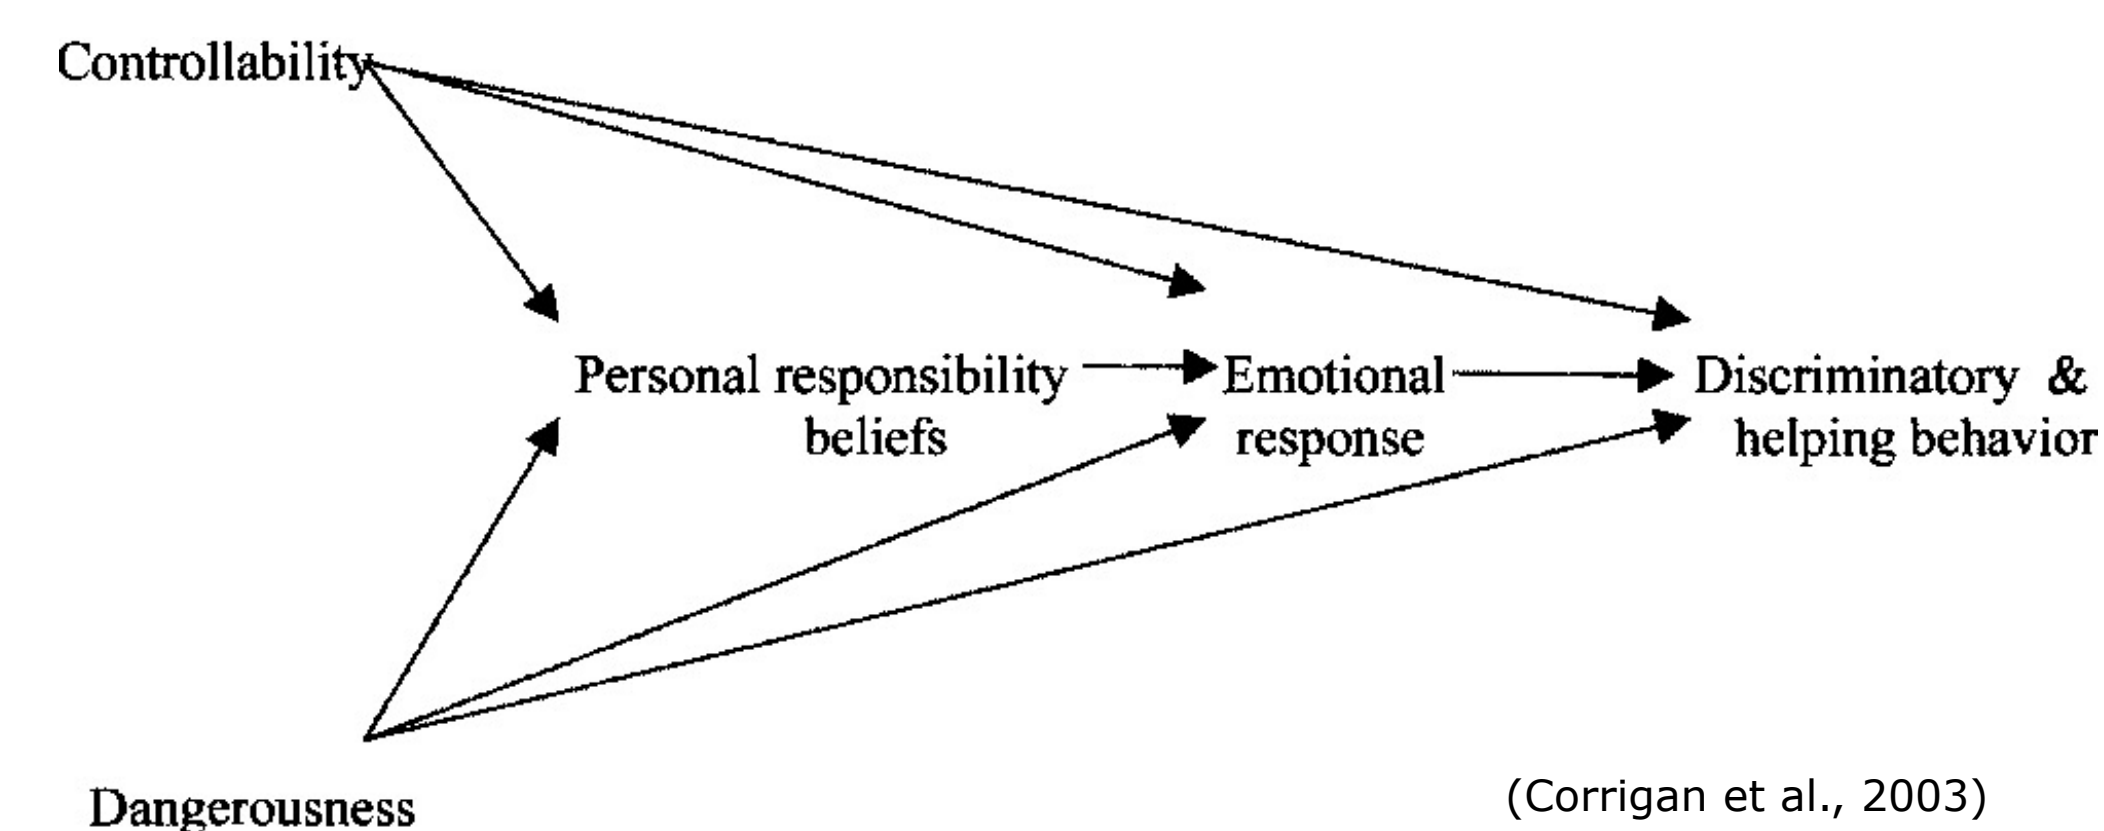 Controllability
Personal responsibility
beliefs
Emotional
response
Discriminatory &
helping behavior
Dangerousness
(Corrigan et al., 2003)